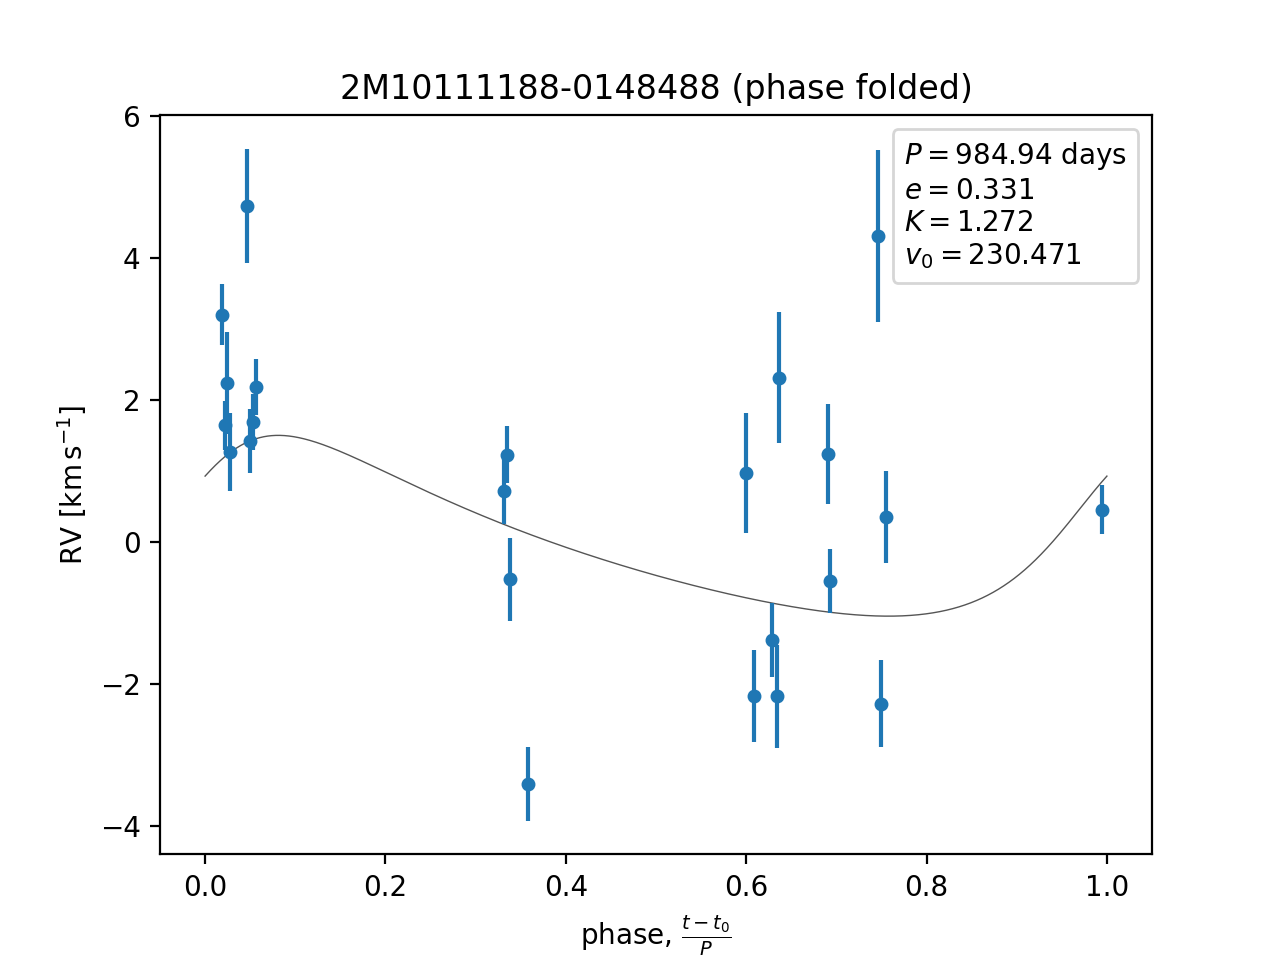 2M10111188-0148488 (phase folded)
P = 984.94 days
e = 0.331
K = 1.272
v₀ = 230.471
RV [km s⁻¹]
6
4
2
0
−2
−4
0.0 0.2 0.4 0.6 0.8 1.0
phase, (t − t₀)/P